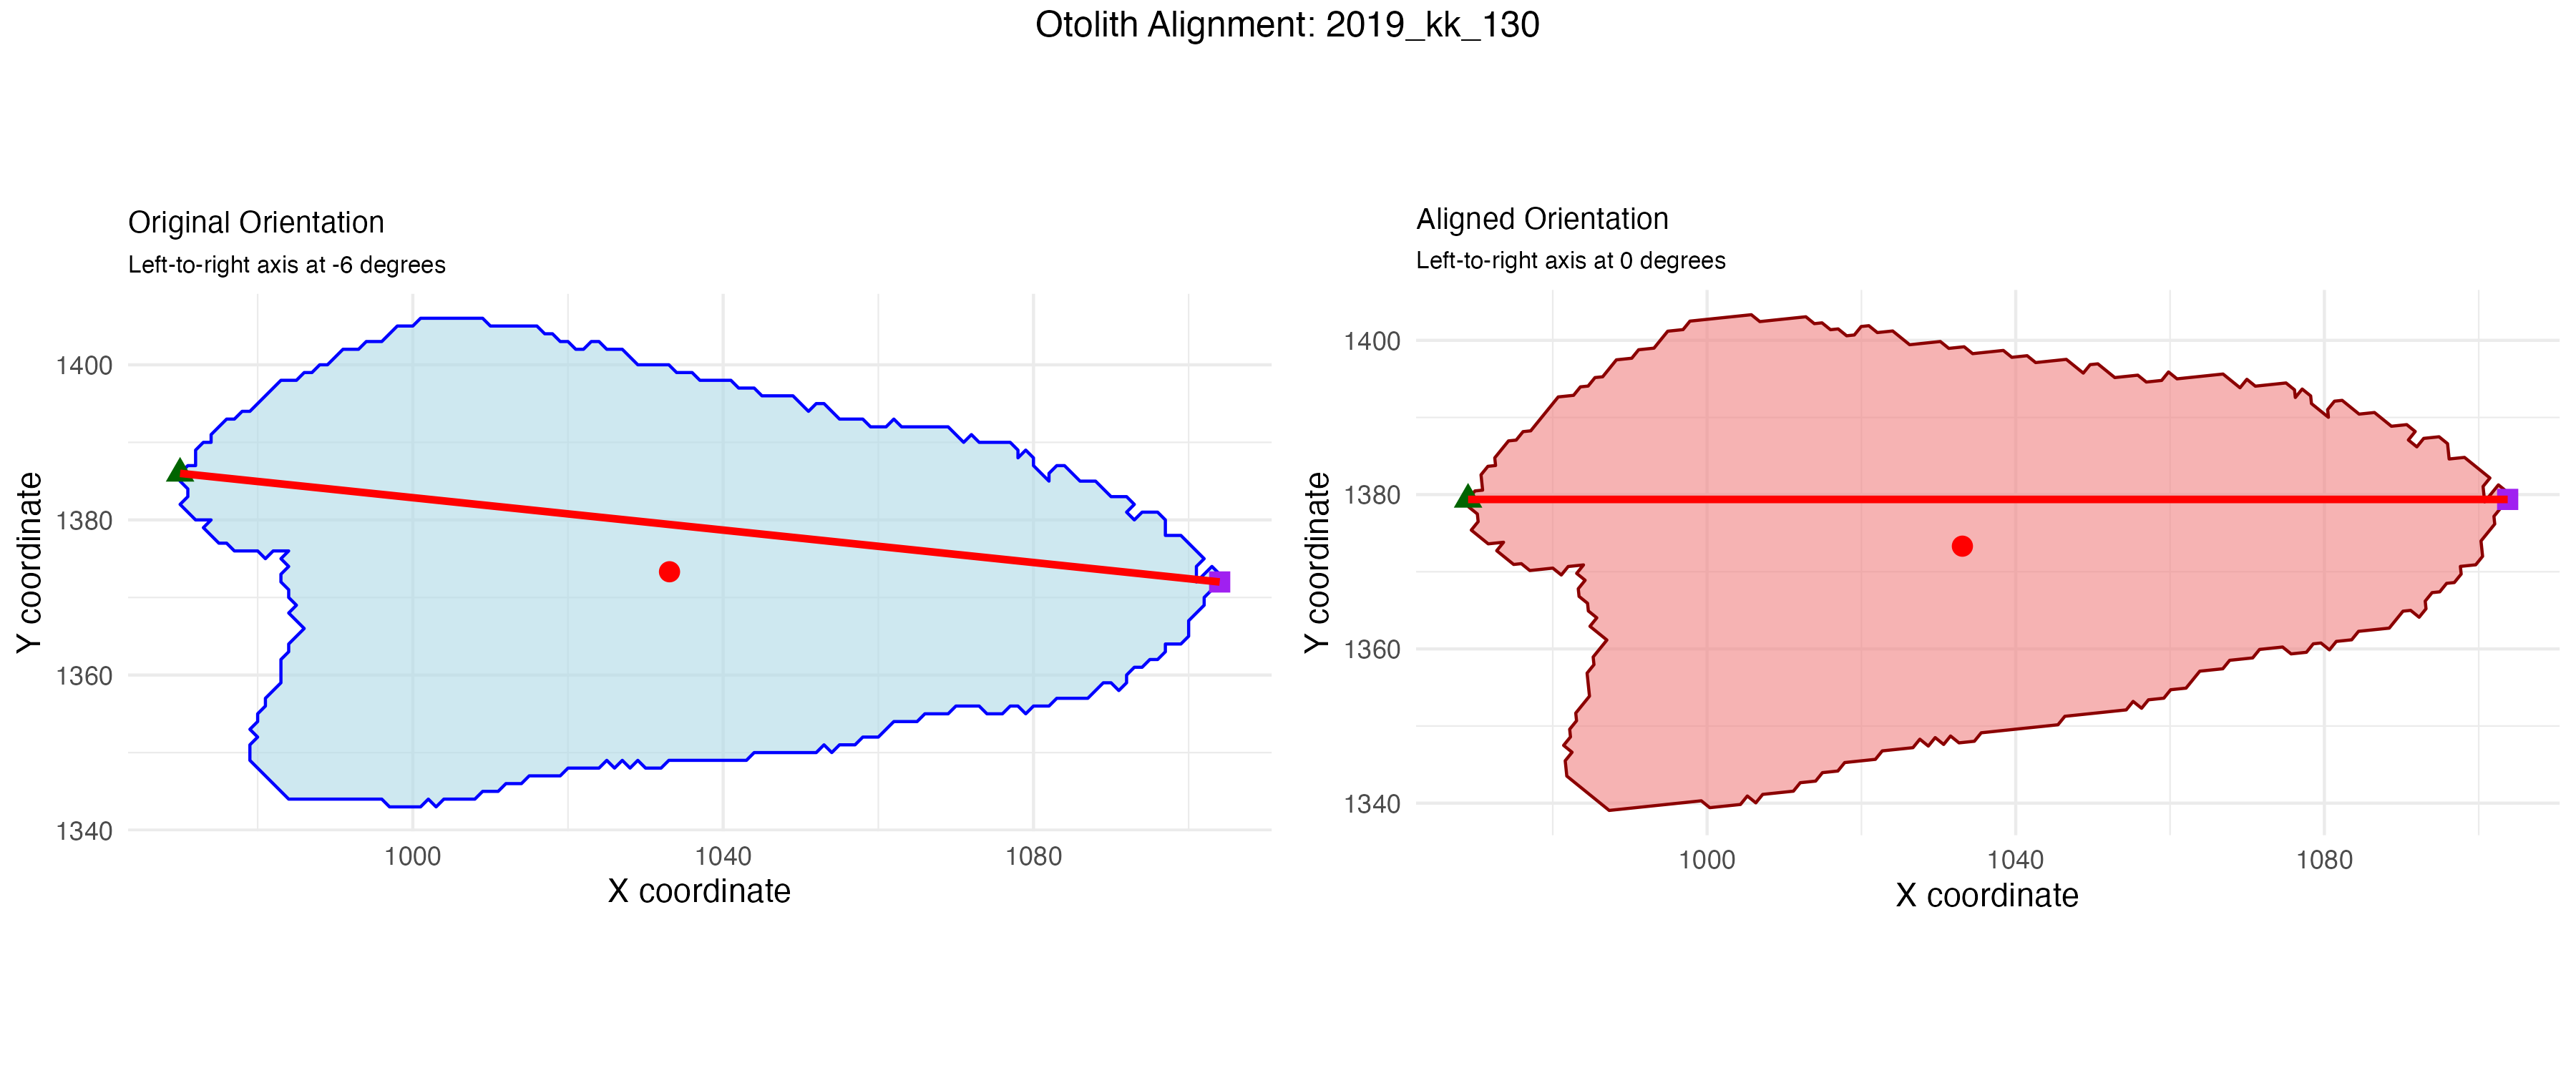 Otolith Alignment: 2019_kk_130
Original Orientation
Left-to-right axis at -6 degrees
1400
1380
1360
1340
Y coordinate
1000
1040
1080
X coordinate
Aligned Orientation
Left-to-right axis at 0 degrees
1400
1380
1360
1340
Y coordinate
1000
1040
1080
X coordinate